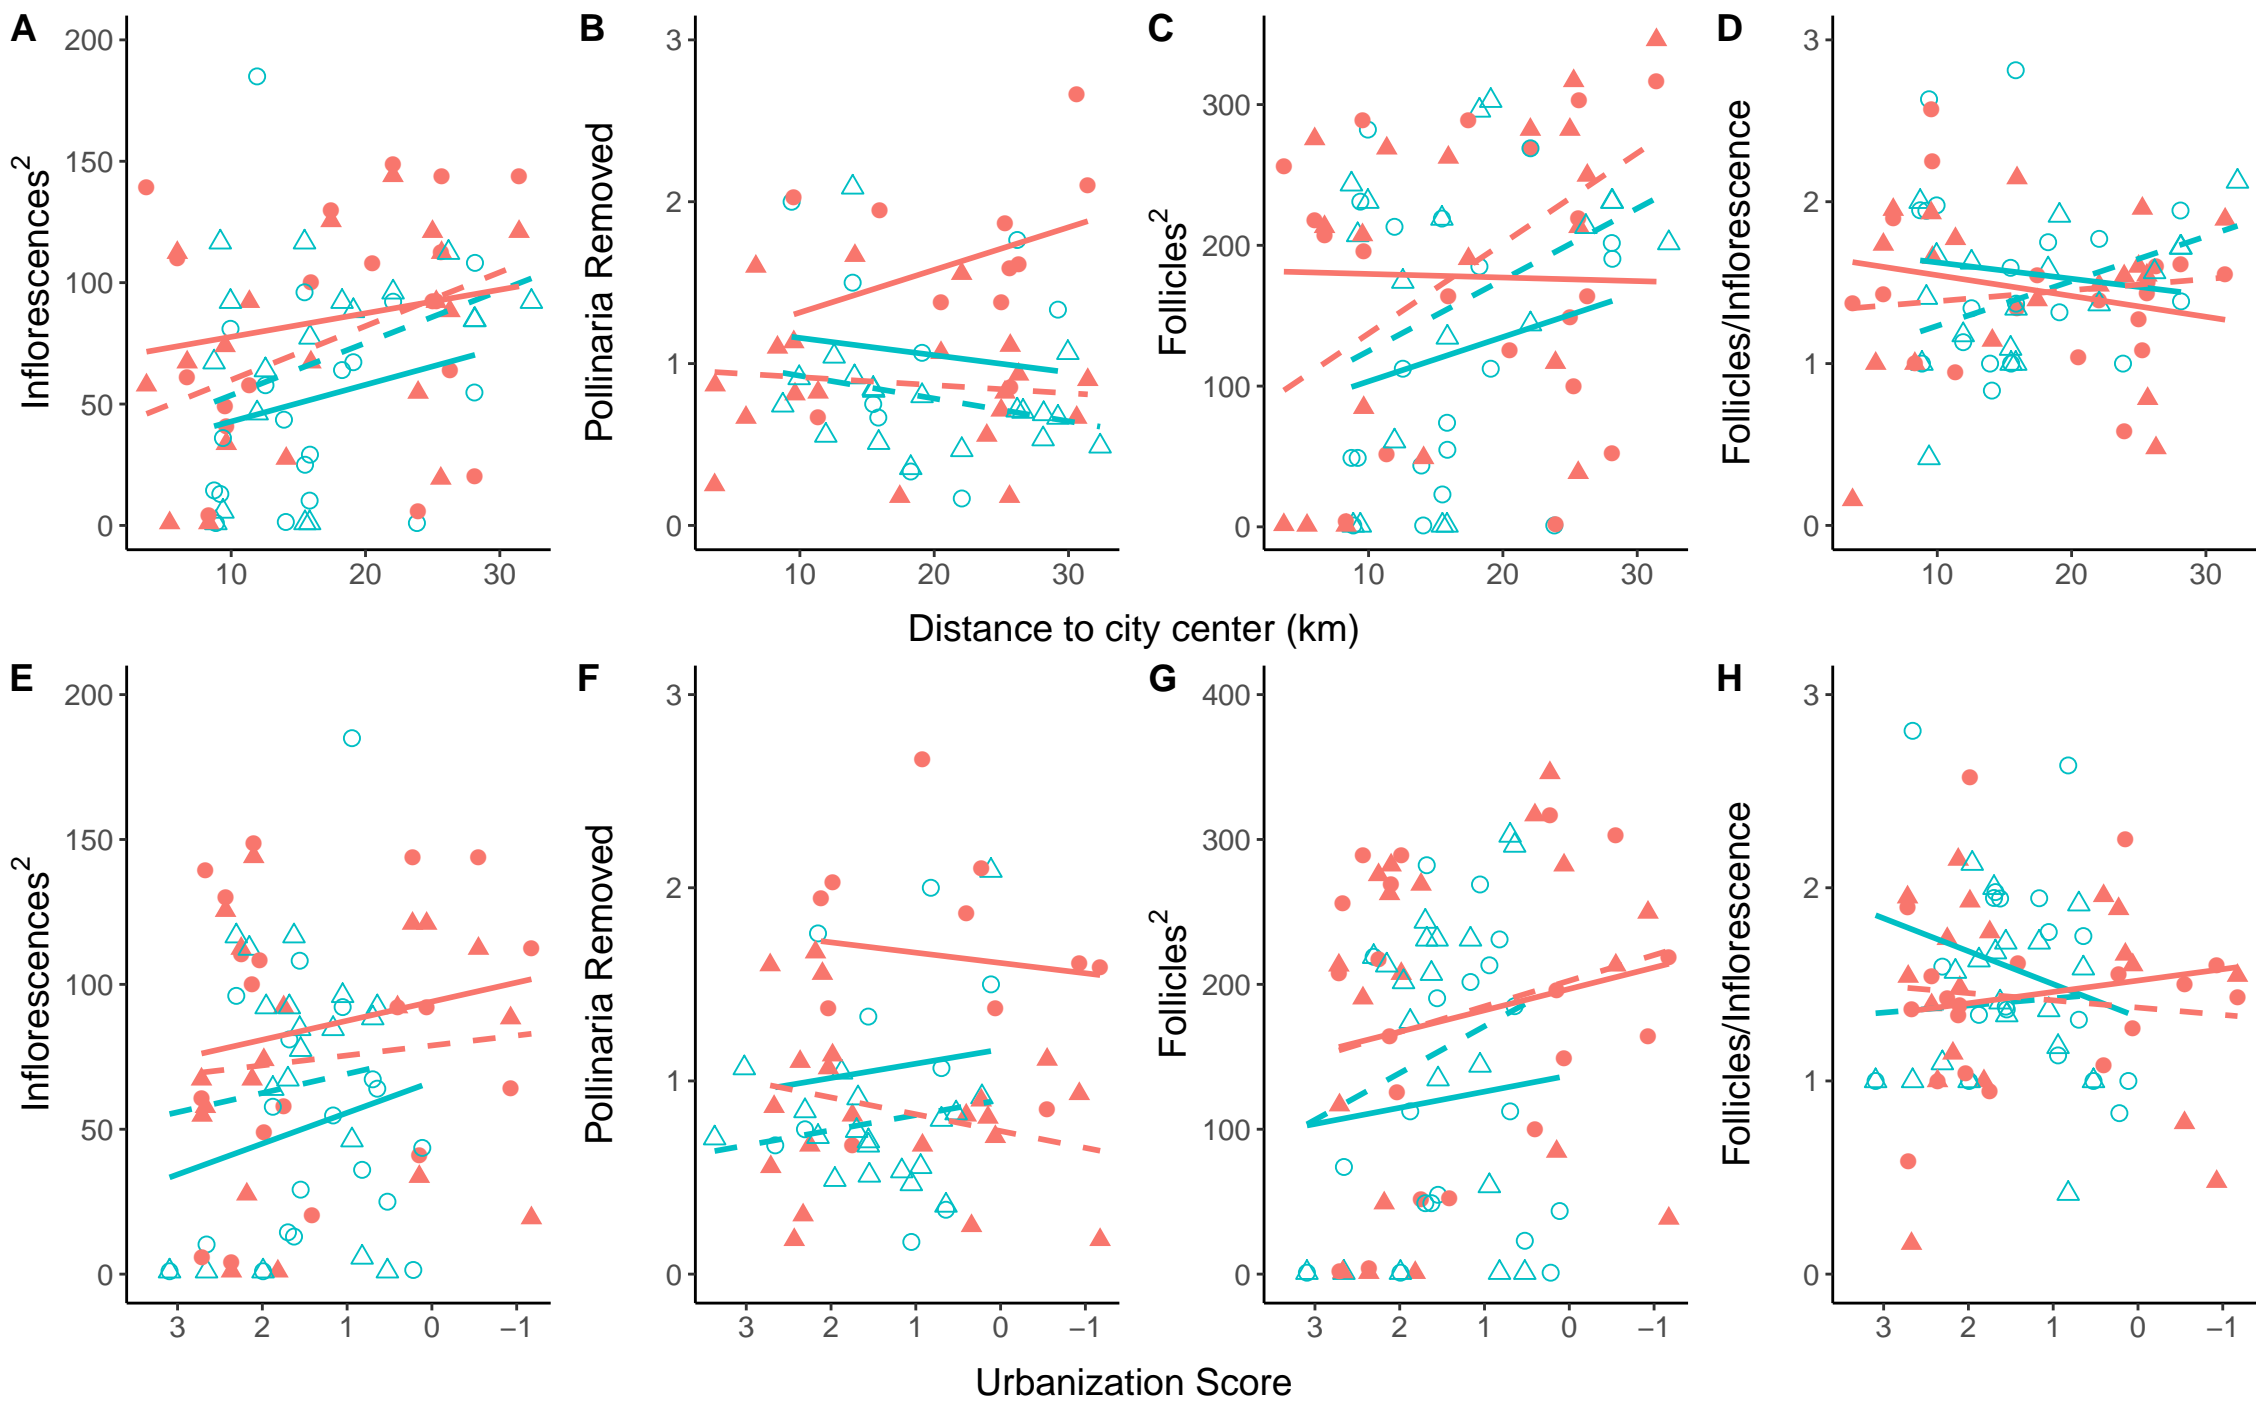 A B C D
200
150
100
50
0
Inflorescences²
10 20 30
3
2
1
0
Pollinaria Removed
10 20 30
300
200
100
0
Follicles²
10 20 30
3
2
1
0
Follicles/Inflorescence
10 20 30
Distance to city center (km)
E F G H
200
150
100
50
0
Inflorescences²
3 2 1 0 −1
3
2
1
0
Pollinaria Removed
3 2 1 0 −1
400
300
200
100
0
Follicles²
3 2 1 0 −1
3
2
1
0
Follicles/Inflorescence
3 2 1 0 −1
Urbanization Score